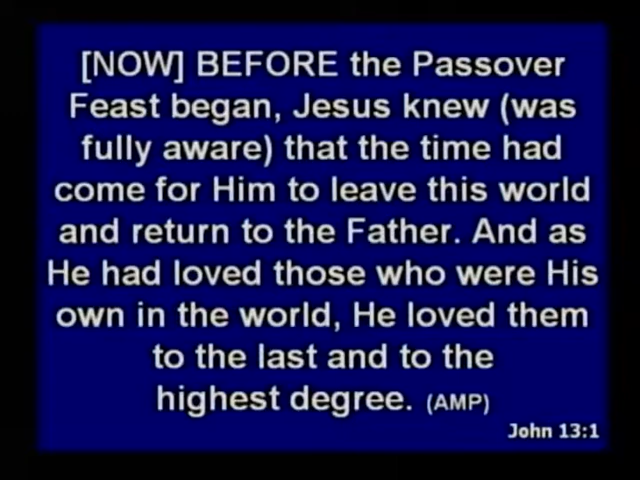 [NOW] BEFORE the Passover
Feast began, Jesus knew (was
fully aware) that the time had
come for Him to leave this world
and return to the Father. And as
He had loved those who were His
own in the world, He loved them
to the last and to the
highest degree. (AMP)
John 13:1